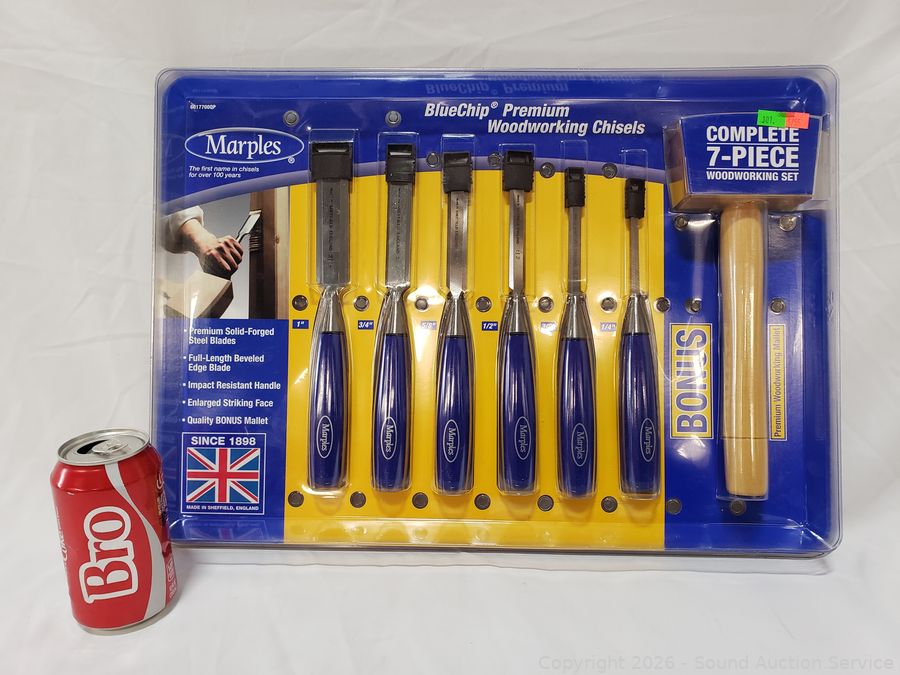 BlueChip® Premium
Woodworking Chisels
Marples®
The first name in chisels
for over 100 years
COMPLETE
7-PIECE
WOODWORKING SET
1"
3/4"
5/8"
1/2"
1/4"
• Premium Solid-Forged
Steel Blades
• Full-Length Beveled
Edge Blade
• Impact Resistant Handle
• Enlarged Striking Face
• Quality BONUS Mallet
SINCE 1898
MADE IN SHEFFIELD, ENGLAND
Marples
Marples
Marples
Marples
Marples
Marples
BONUS
Premium Woodworking Mallet
Bro
Copyright 2026 - Sound Auction Service